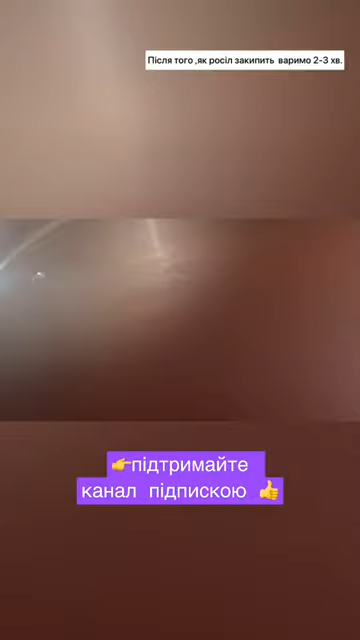 Після того ,як росіл закипить варимо 2-3 хв.
👉підтримайте
канал підпискою 👍